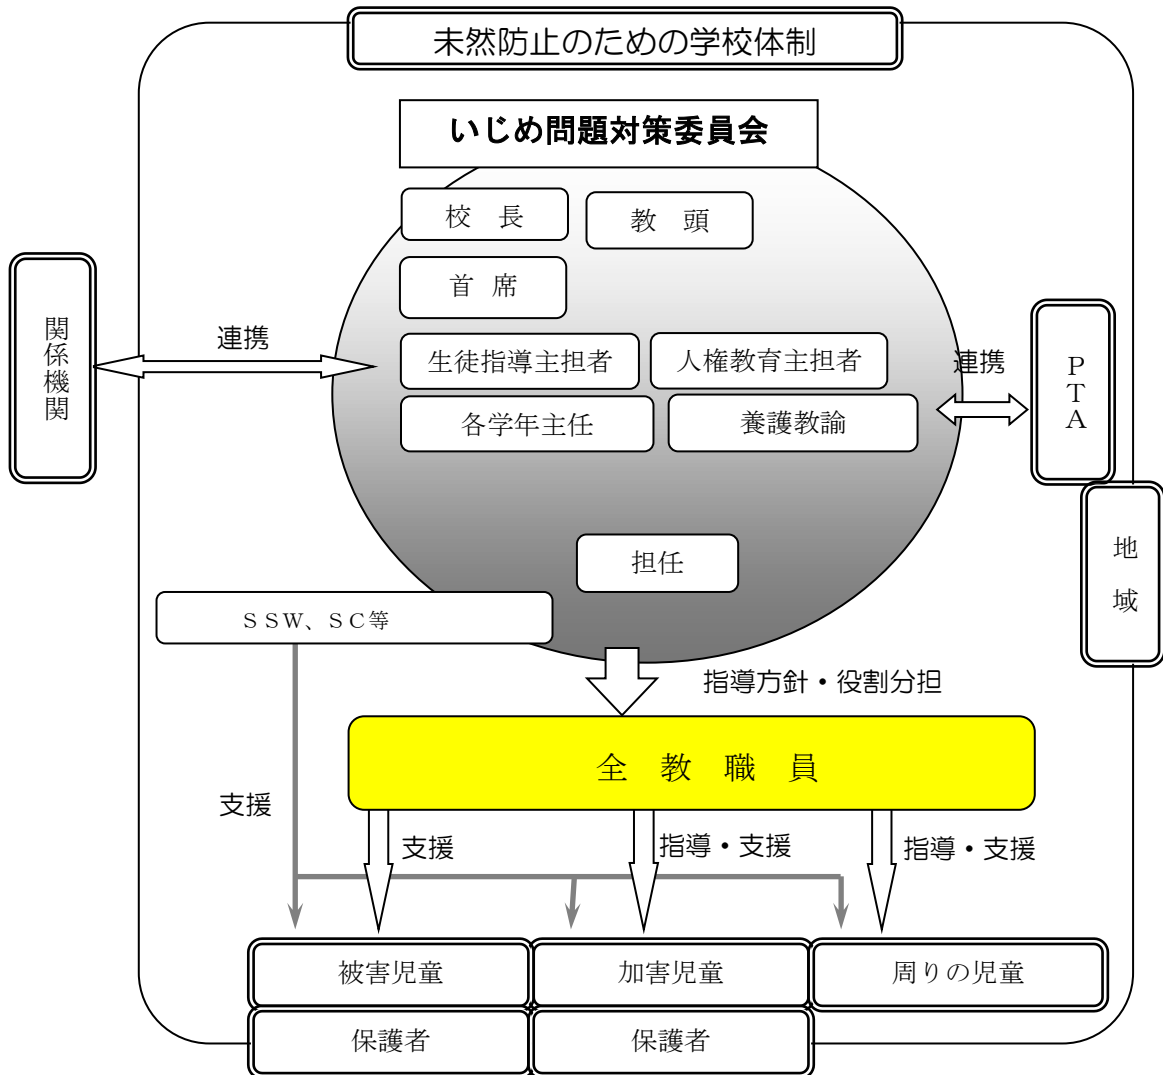 未然防止のための学校体制
いじめ問題対策委員会
校　長
教　頭
首 席
関係機関
連携
生徒指導主担者
人権教育主担者
連携
PTA
各学年主任
養護教諭
地域
担任
ＳＳＷ、ＳＣ等
指導方針・役割分担
全　教　職　員
支援
支援
指導・支援
指導・支援
被害児童
加害児童
周りの児童
保護者
保護者